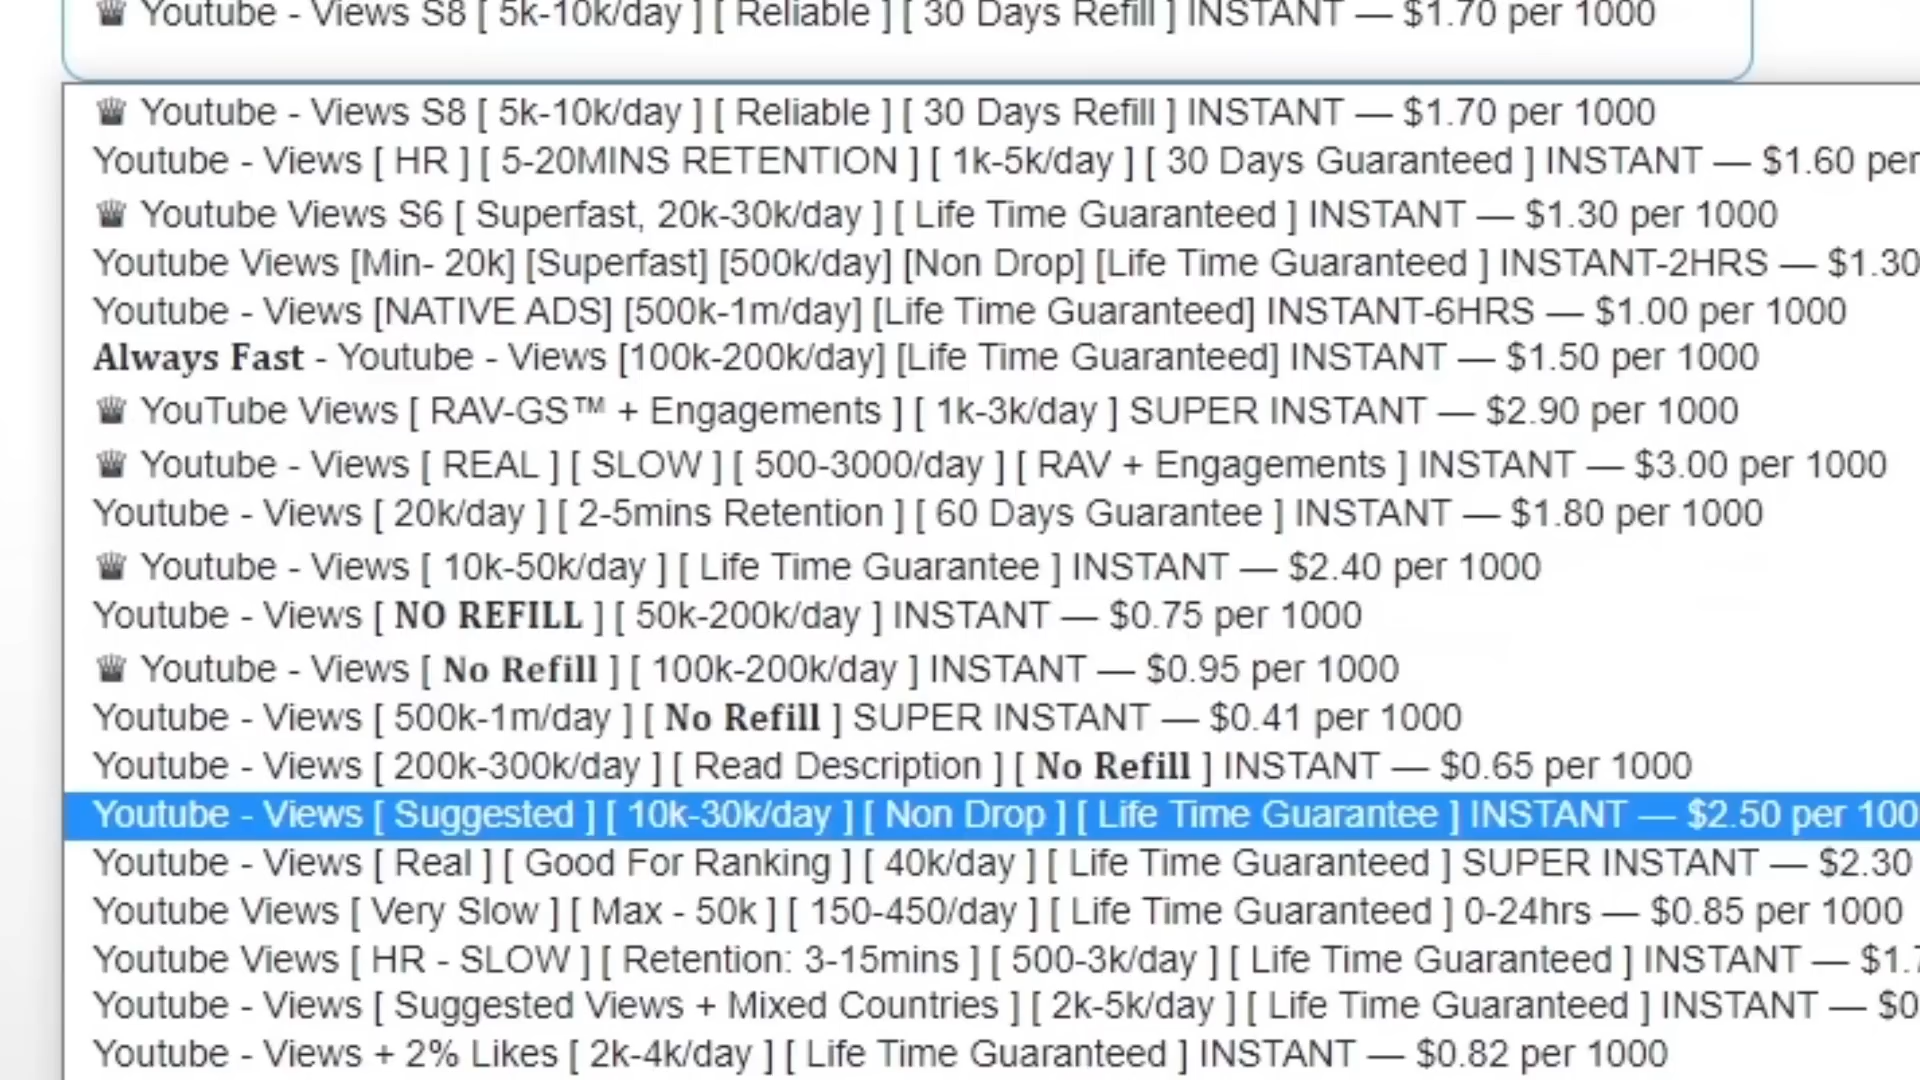 ♛ Youtube - Views S8 [ 5k-10k/day ] [ Reliable ] [ 30 Days Refill ] INSTANT — $1.70 per 1000
♛ Youtube - Views S8 [ 5k-10k/day ] [ Reliable ] [ 30 Days Refill ] INSTANT — $1.70 per 1000
Youtube - Views [ HR ] [ 5-20MINS RETENTION ] [ 1k-5k/day ] [ 30 Days Guaranteed ] INSTANT — $1.60 per
♛ Youtube Views S6 [ Superfast, 20k-30k/day ] [ Life Time Guaranteed ] INSTANT — $1.30 per 1000
Youtube Views [Min- 20k] [Superfast] [500k/day] [Non Drop] [Life Time Guaranteed ] INSTANT-2HRS — $1.30
Youtube - Views [NATIVE ADS] [500k-1m/day] [Life Time Guaranteed] INSTANT-6HRS — $1.00 per 1000
Always Fast - Youtube - Views [100k-200k/day] [Life Time Guaranteed] INSTANT — $1.50 per 1000
♛ YouTube Views [ RAV-GS™ + Engagements ] [ 1k-3k/day ] SUPER INSTANT — $2.90 per 1000
♛ Youtube - Views [ REAL ] [ SLOW ] [ 500-3000/day ] [ RAV + Engagements ] INSTANT — $3.00 per 1000
Youtube - Views [ 20k/day ] [ 2-5mins Retention ] [ 60 Days Guarantee ] INSTANT — $1.80 per 1000
♛ Youtube - Views [ 10k-50k/day ] [ Life Time Guarantee ] INSTANT — $2.40 per 1000
Youtube - Views [ NO REFILL ] [ 50k-200k/day ] INSTANT — $0.75 per 1000
♛ Youtube - Views [ No Refill ] [ 100k-200k/day ] INSTANT — $0.95 per 1000
Youtube - Views [ 500k-1m/day ] [ No Refill ] SUPER INSTANT — $0.41 per 1000
Youtube - Views [ 200k-300k/day ] [ Read Description ] [ No Refill ] INSTANT — $0.65 per 1000
Youtube - Views [ Suggested ] [ 10k-30k/day ] [ Non Drop ] [ Life Time Guarantee ] INSTANT — $2.50 per 100
Youtube - Views [ Real ] [ Good For Ranking ] [ 40k/day ] [ Life Time Guaranteed ] SUPER INSTANT — $2.30
Youtube Views [ Very Slow ] [ Max - 50k ] [ 150-450/day ] [ Life Time Guaranteed ] 0-24hrs — $0.85 per 1000
Youtube Views [ HR - SLOW ] [ Retention: 3-15mins ] [ 500-3k/day ] [ Life Time Guaranteed ] INSTANT — $1.7
Youtube - Views [ Suggested Views + Mixed Countries ] [ 2k-5k/day ] [ Life Time Guaranteed ] INSTANT — $0
Youtube - Views + 2% Likes [ 2k-4k/day ] [ Life Time Guaranteed ] INSTANT — $0.82 per 1000